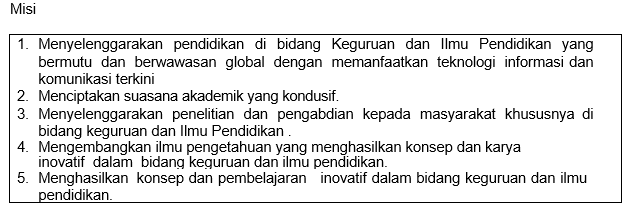 Misi
1. Menyelenggarakan pendidikan di bidang Keguruan dan Ilmu Pendidikan yang
bermutu dan berwawasan global dengan memanfaatkan teknologi informasi dan
komunikasi terkini
2. Menciptakan suasana akademik yang kondusif.
3. Menyelenggarakan penelitian dan pengabdian kepada masyarakat khususnya di
bidang keguruan dan Ilmu Pendidikan .
4. Mengembangkan ilmu pengetahuan yang menghasilkan konsep dan karya
inovatif dalam bidang keguruan dan ilmu pendidikan.
5. Menghasilkan konsep dan pembelajaran inovatif dalam bidang keguruan dan ilmu
pendidikan.